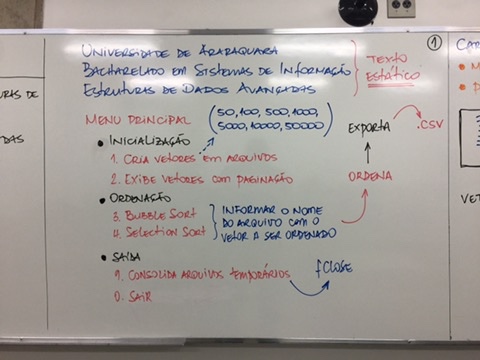 UNIVERSIDADE DE ARARAQUARA
BACHARELADO EM SISTEMAS DE INFORMAÇÃO
ESTRUTURAS DE DADOS AVANÇADAS
TEXTO
ESTÁTICO
1
MENU PRINCIPAL
(50, 100, 500, 1000,
5000, 10000, 50000)
• INICIALIZAÇÃO
1. CRIA VETORES EM ARQUIVOS
2. EXIBE VETORES COM PAGINAÇÃO
• ORDENAÇÃO
3. BUBBLE SORT
4. SELECTION SORT
INFORMAR O NOME
DO ARQUIVO COM O
VETOR A SER ORDENADO
ORDENA
EXPORTA
.CSV
• SAÍDA
9. CONSOLIDA ARQUIVOS TEMPORÁRIOS
fCLOSE
0. SAIR
URAS DE
DAS
CAR
• M
VET